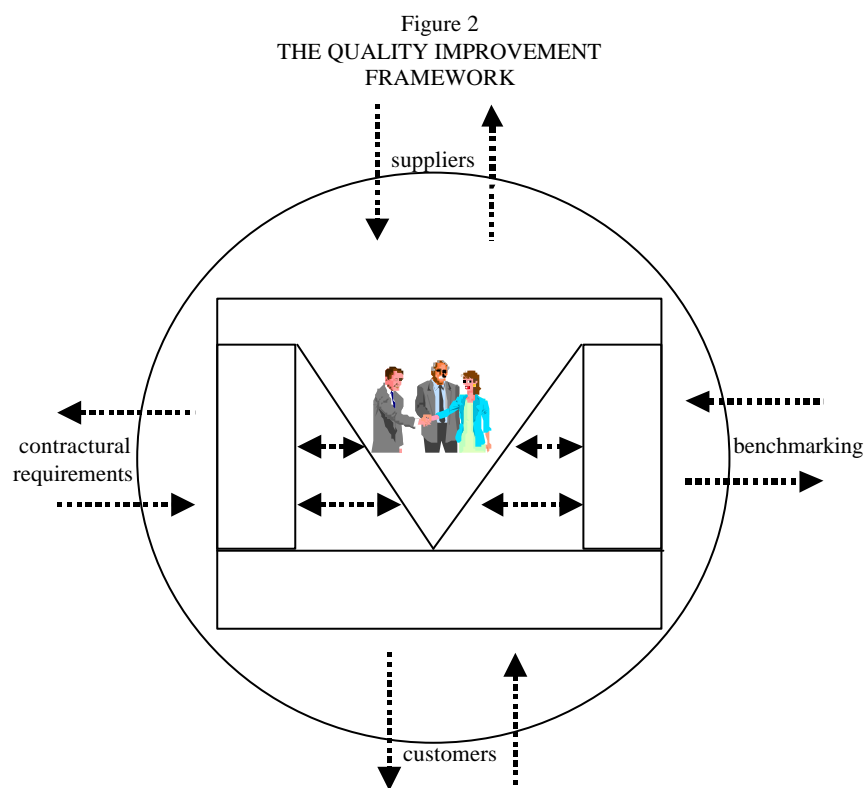 Figure 2
THE QUALITY IMPROVEMENT
FRAMEWORK
suppliers
contractural
requirements
benchmarking
customers